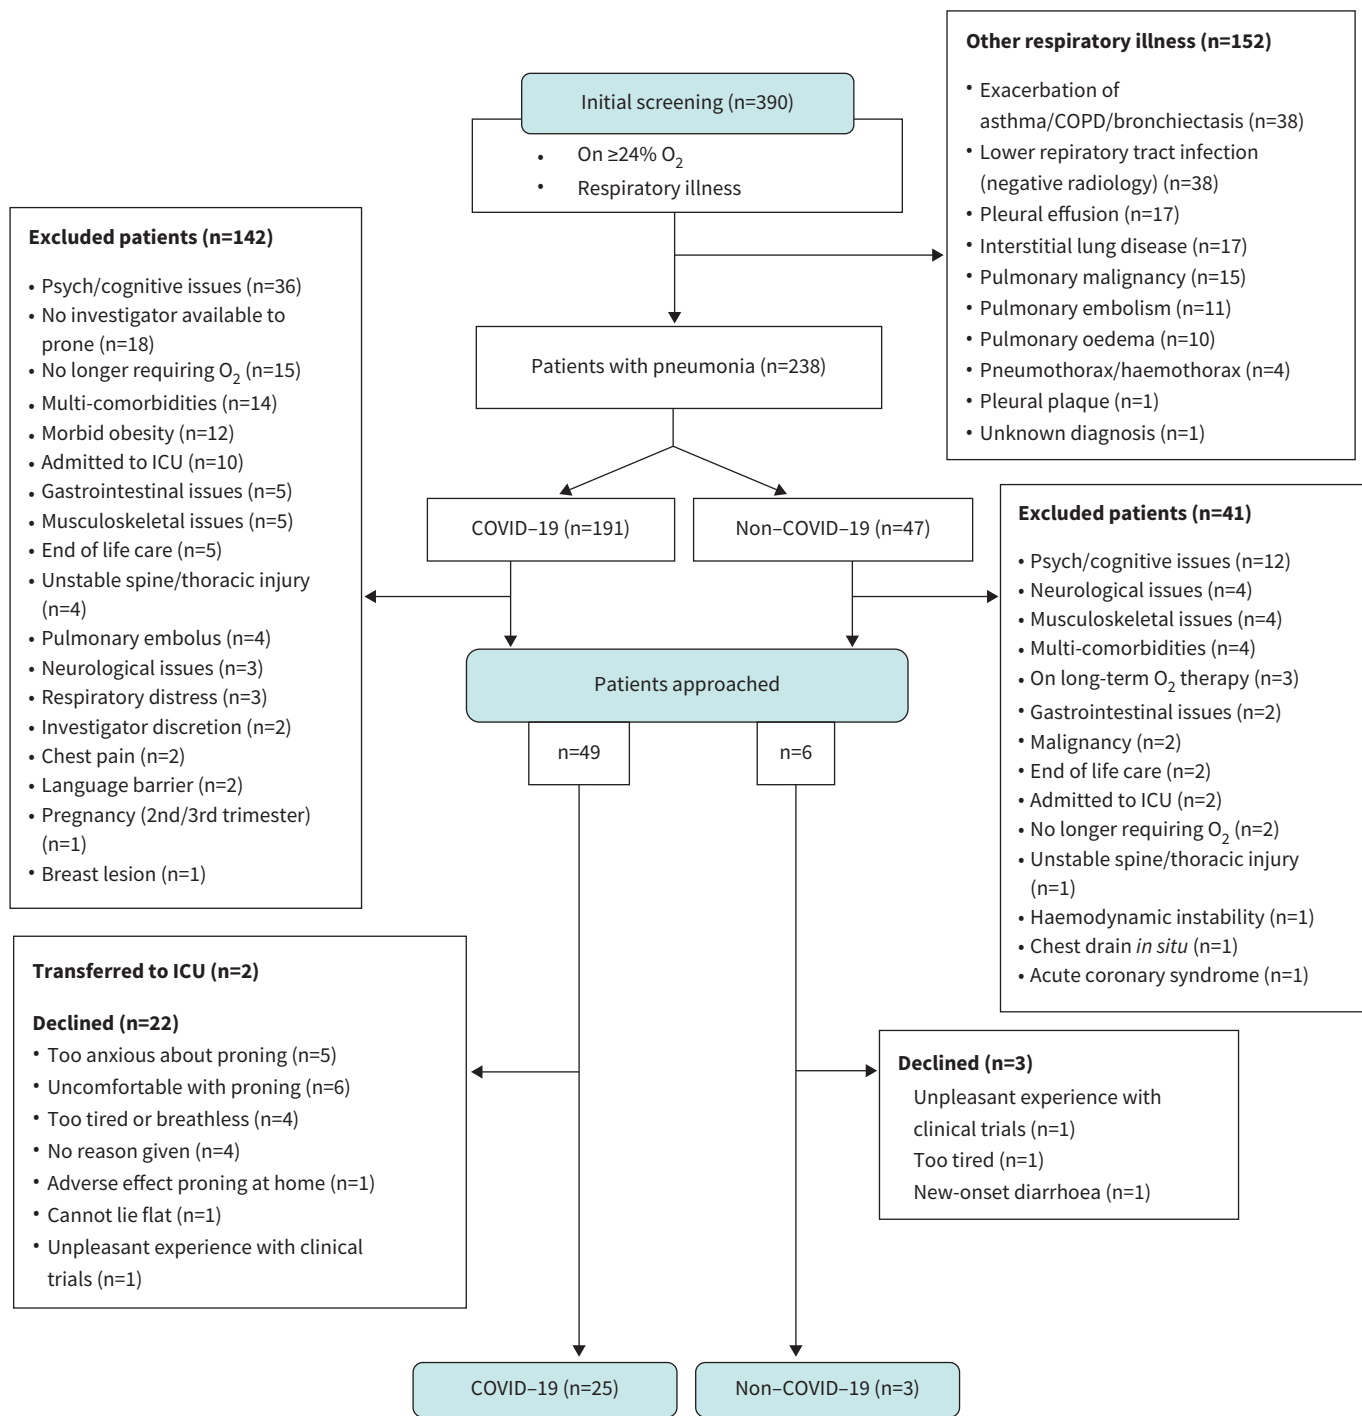 Initial screening (n=390)
• On ≥24% O2
• Respiratory illness
Other respiratory illness (n=152)
• Exacerbation of
asthma/COPD/bronchiectasis (n=38)
• Lower repiratory tract infection
(negative radiology) (n=38)
• Pleural effusion (n=17)
• Interstitial lung disease (n=17)
• Pulmonary malignancy (n=15)
• Pulmonary embolism (n=11)
• Pulmonary oedema (n=10)
• Pneumothorax/haemothorax (n=4)
• Pleural plaque (n=1)
• Unknown diagnosis (n=1)
Patients with pneumonia (n=238)
COVID–19 (n=191)
Non–COVID–19 (n=47)
Excluded patients (n=142)
• Psych/cognitive issues (n=36)
• No investigator available to
prone (n=18)
• No longer requiring O2 (n=15)
• Multi-comorbidities (n=14)
• Morbid obesity (n=12)
• Admitted to ICU (n=10)
• Gastrointestinal issues (n=5)
• Musculoskeletal issues (n=5)
• End of life care (n=5)
• Unstable spine/thoracic injury
(n=4)
• Pulmonary embolus (n=4)
• Neurological issues (n=3)
• Respiratory distress (n=3)
• Investigator discretion (n=2)
• Chest pain (n=2)
• Language barrier (n=2)
• Pregnancy (2nd/3rd trimester)
(n=1)
• Breast lesion (n=1)
Excluded patients (n=41)
• Psych/cognitive issues (n=12)
• Neurological issues (n=4)
• Musculoskeletal issues (n=4)
• Multi-comorbidities (n=4)
• On long-term O2 therapy (n=3)
• Gastrointestinal issues (n=2)
• Malignancy (n=2)
• End of life care (n=2)
• Admitted to ICU (n=2)
• No longer requiring O2 (n=2)
• Unstable spine/thoracic injury
(n=1)
• Haemodynamic instability (n=1)
• Chest drain in situ (n=1)
• Acute coronary syndrome (n=1)
Patients approached
n=49
n=6
Transferred to ICU (n=2)
Declined (n=22)
• Too anxious about proning (n=5)
• Uncomfortable with proning (n=6)
• Too tired or breathless (n=4)
• No reason given (n=4)
• Adverse effect proning at home (n=1)
• Cannot lie flat (n=1)
• Unpleasant experience with clinical
trials (n=1)
Declined (n=3)
Unpleasant experience with
clinical trials (n=1)
Too tired (n=1)
New-onset diarrhoea (n=1)
COVID–19 (n=25)
Non–COVID–19 (n=3)